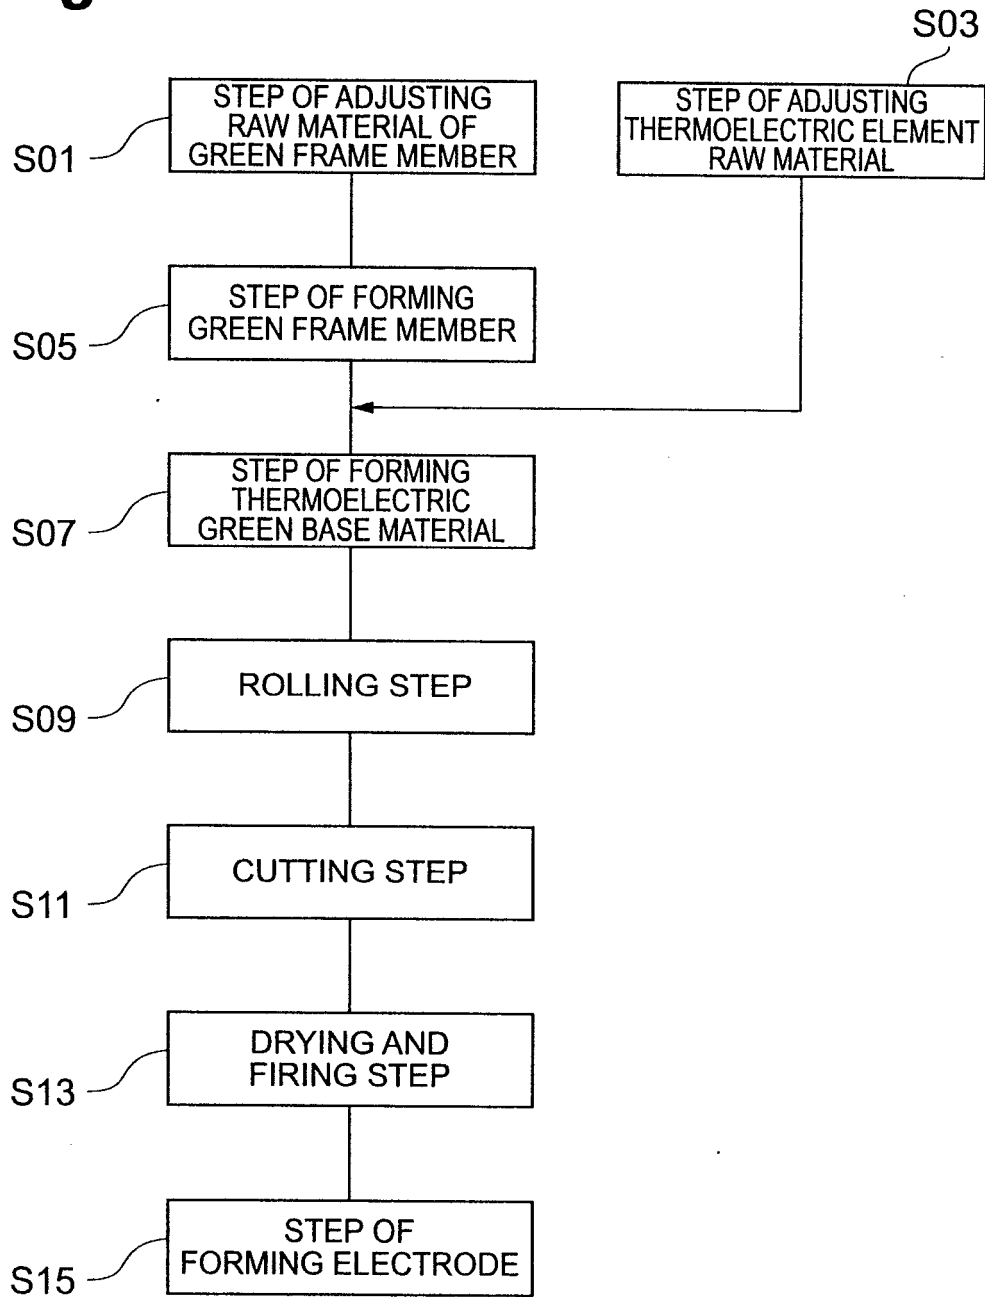 S03
STEP OF ADJUSTING
RAW MATERIAL OF
GREEN FRAME MEMBER
S01
STEP OF ADJUSTING
THERMOELECTRIC ELEMENT
RAW MATERIAL
STEP OF FORMING
GREEN FRAME MEMBER
S05
STEP OF FORMING
THERMOELECTRIC
GREEN BASE MATERIAL
S07
ROLLING STEP
S09
CUTTING STEP
S11
DRYING AND
FIRING STEP
S13
STEP OF
FORMING ELECTRODE
S15